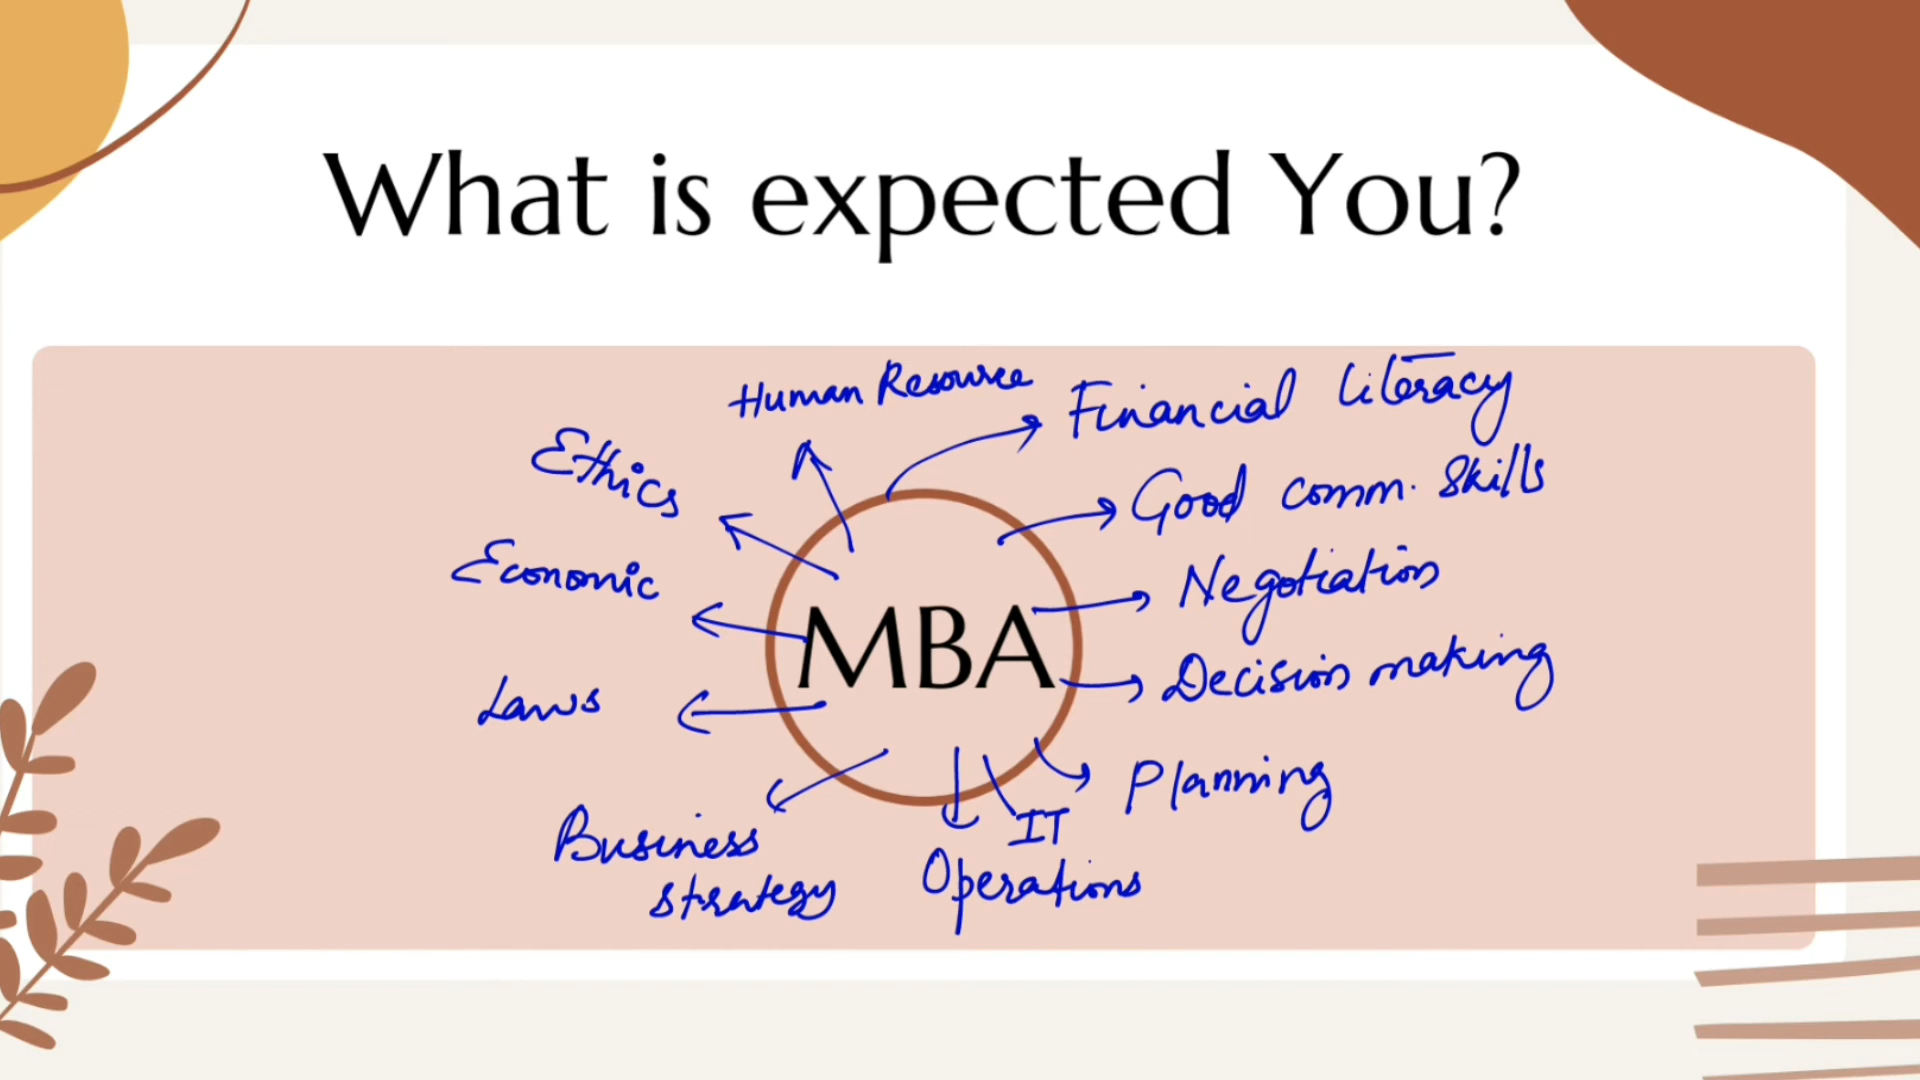 What is expected You?
Human Resource
Financial Literacy
Ethics
Good comm. Skills
Economic
Negotiation
MBA
Laws
Decision making
Planning
Business
strategy
IT
Operations